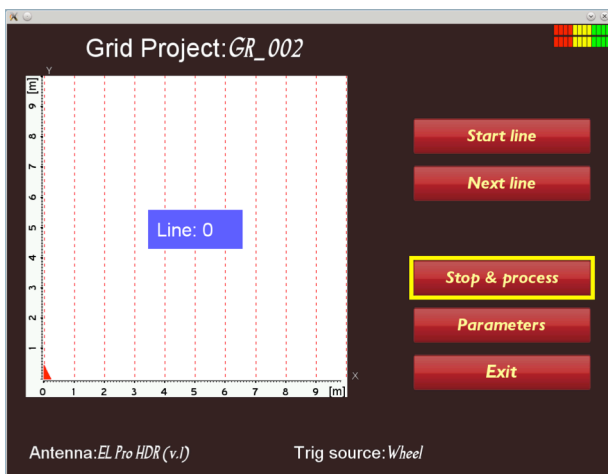 Grid Project:GR_002
Y
[m]
9
8
7
6
5
4
3
2
1
0 1 2 3 4 5 6 7 8 9 [m]
X
Line: 0
Start line
Next line
Stop & process
Parameters
Exit
Antenna:EL Pro HDR (v.1) Trig source:Wheel